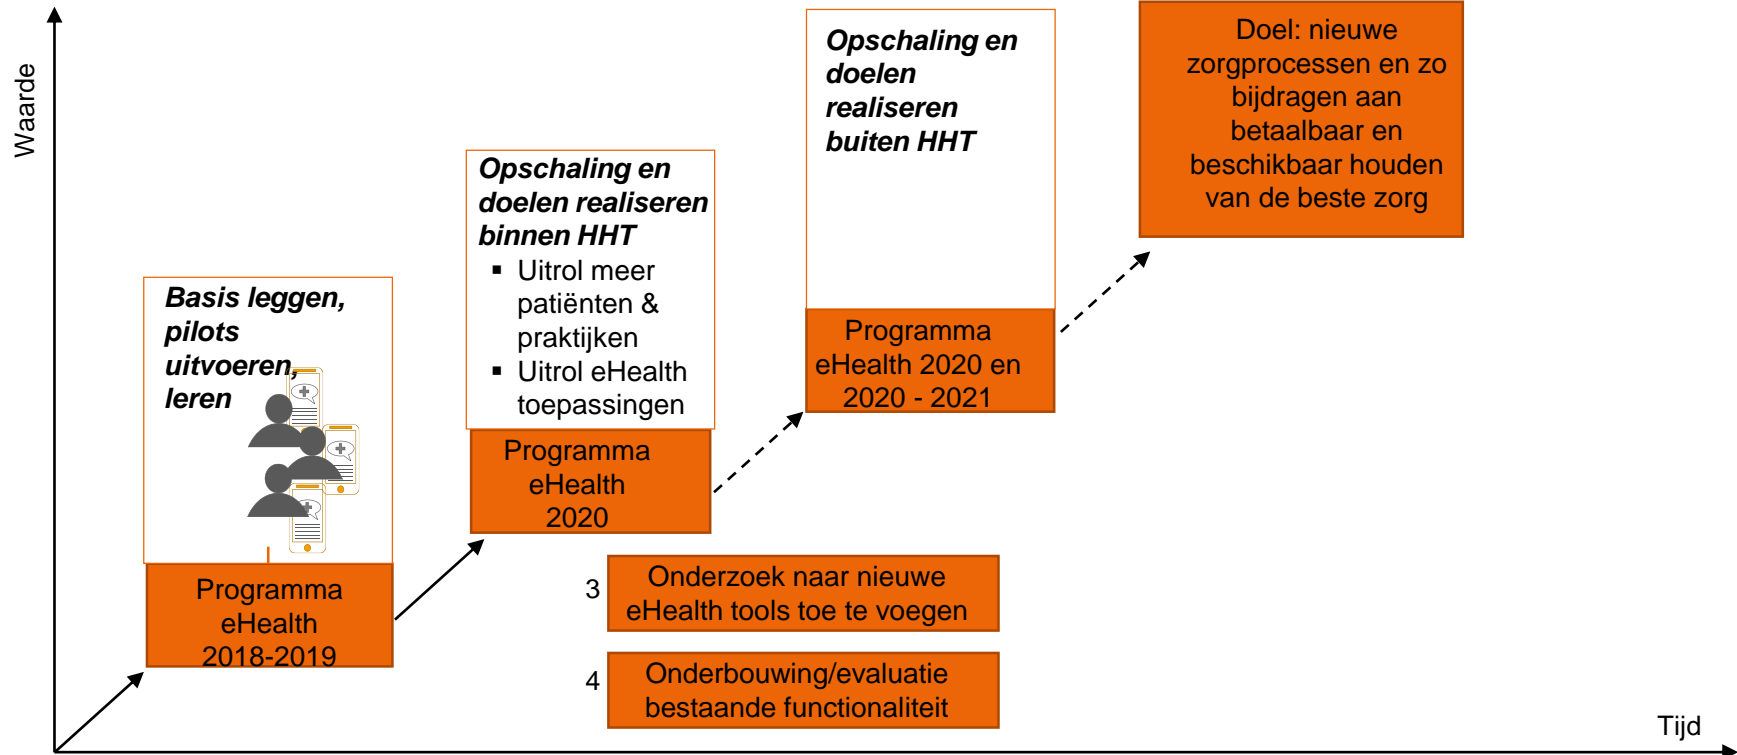 Waarde
Basis leggen,
pilots
uitvoeren,
leren
Programma
eHealth
2018-2019
Opschaling en
doelen realiseren
binnen HHT
▪ Uitrol meer
patiënten &
praktijken
▪ Uitrol eHealth
toepassingen
Programma
eHealth
2020
Opschaling en
doelen
realiseren
buiten HHT
Programma
eHealth 2020 en
2020 - 2021
Doel: nieuwe
zorgprocessen en zo
bijdragen aan
betaalbaar en
beschikbaar houden
van de beste zorg
3 Onderzoek naar nieuwe
eHealth tools toe te voegen
4 Onderbouwing/evaluatie
bestaande functionaliteit
Tijd